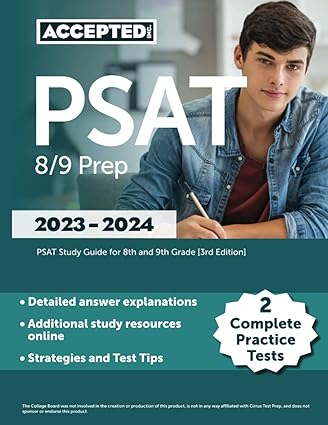 ACCEPTED INC.
PSAT
8/9 Prep
2023–2024
PSAT Study Guide for 8th and 9th Grade [3rd Edition]
• Detailed answer explanations
• Additional study resources
online
• Strategies and Test Tips
2
Complete
Practice
Tests
The College Board was not involved in the creation or production of this product, is not in any way affiliated with Cirrus Test Prep, and does not
sponsor or endorse this product.